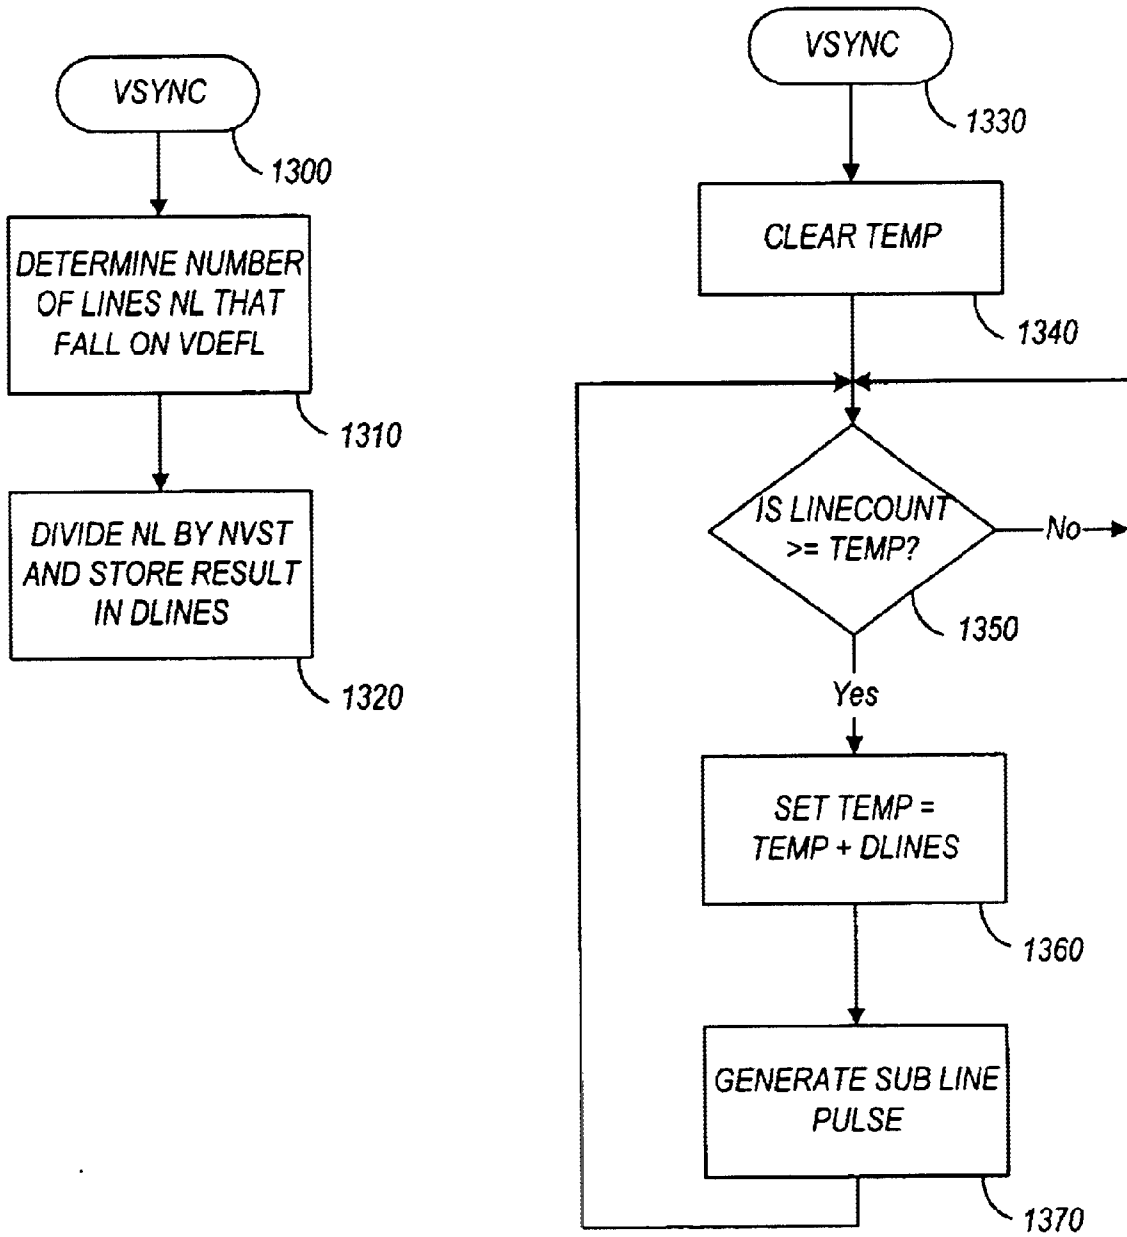 VSYNC
1300
DETERMINE NUMBER
OF LINES NL THAT
FALL ON VDEFL
1310
DIVIDE NL BY NVST
AND STORE RESULT
IN DLINES
1320
VSYNC
1330
CLEAR TEMP
1340
IS LINECOUNT
>= TEMP?
No
1350
Yes
SET TEMP =
TEMP + DLINES
1360
GENERATE SUB LINE
PULSE
1370